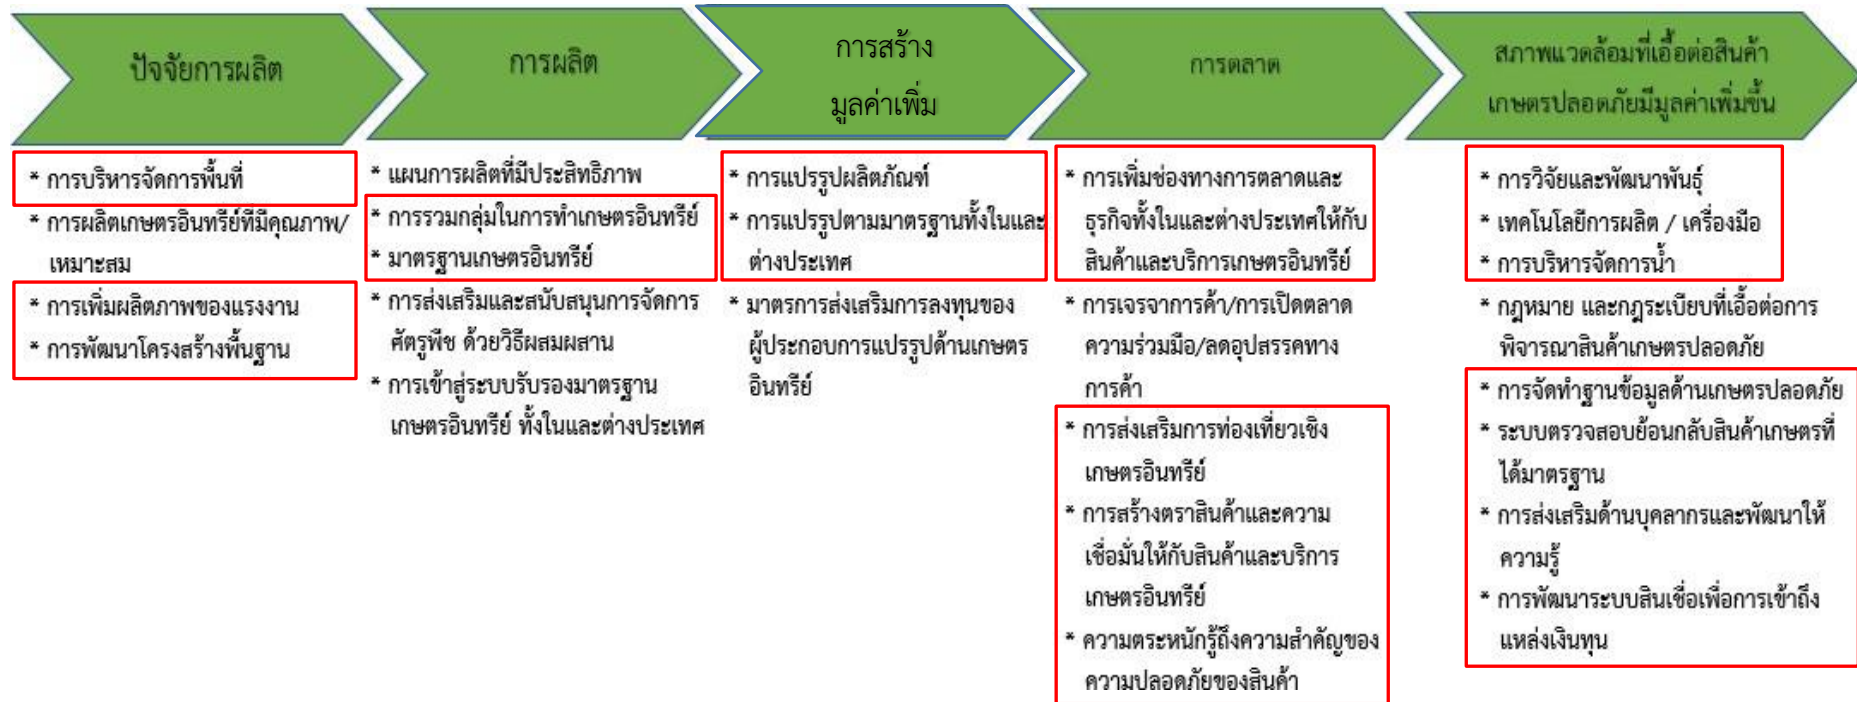 ปัจจัยการผลิต
การผลิต
การสร้าง
มูลค่าเพิ่ม
การตลาด
สภาพแวดล้อมที่เอื้อต่อสินค้า
เกษตรปลอดภัยมีมูลค่าเพิ่มขึ้น
* การบริหารจัดการพื้นที่
* การผลิตเกษตรอินทรีย์ที่มีคุณภาพ/
เหมาะสม
* การเพิ่มผลิตภาพของแรงงาน
* การพัฒนาโครงสร้างพื้นฐาน
* แผนการผลิตที่มีประสิทธิภาพ
* การรวมกลุ่มในการทำเกษตรอินทรีย์
* มาตรฐานเกษตรอินทรีย์
* การส่งเสริมและสนับสนุนการจัดการ
ศัตรูพืช ด้วยวิธีผสมผสาน
* การเข้าสู่ระบบรับรองมาตรฐาน
เกษตรอินทรีย์ ทั้งในและต่างประเทศ
* การแปรรูปผลิตภัณฑ์
* การแปรรูปตามมาตรฐานทั้งในและ
ต่างประเทศ
* มาตรการส่งเสริมการลงทุนของ
ผู้ประกอบการแปรรูปด้านเกษตร
อินทรีย์
* การเพิ่มช่องทางการตลาดและ
ธุรกิจทั้งในและต่างประเทศให้กับ
สินค้าและบริการเกษตรอินทรีย์
* การเจรจาการค้า/การเปิดตลาด
ความร่วมมือ/ลดอุปสรรคทาง
การค้า
* การส่งเสริมการท่องเที่ยวเชิง
เกษตรอินทรีย์
* การสร้างตราสินค้าและความ
เชื่อมั่นให้กับสินค้าและบริการ
เกษตรอินทรีย์
* ความตระหนักรู้ถึงความสำคัญของ
ความปลอดภัยของสินค้า
* การวิจัยและพัฒนาพันธุ์
* เทคโนโลยีการผลิต / เครื่องมือ
* การบริหารจัดการน้ำ
* กฎหมาย และกฎระเบียบที่เอื้อต่อการ
พิจารณาสินค้าเกษตรปลอดภัย
* การจัดทำฐานข้อมูลด้านเกษตรปลอดภัย
* ระบบตรวจสอบย้อนกลับสินค้าเกษตรที่
ได้มาตรฐาน
* การส่งเสริมด้านบุคลากรและพัฒนาให้
ความรู้
* การพัฒนาระบบสินเชื่อเพื่อการเข้าถึง
แหล่งเงินทุน